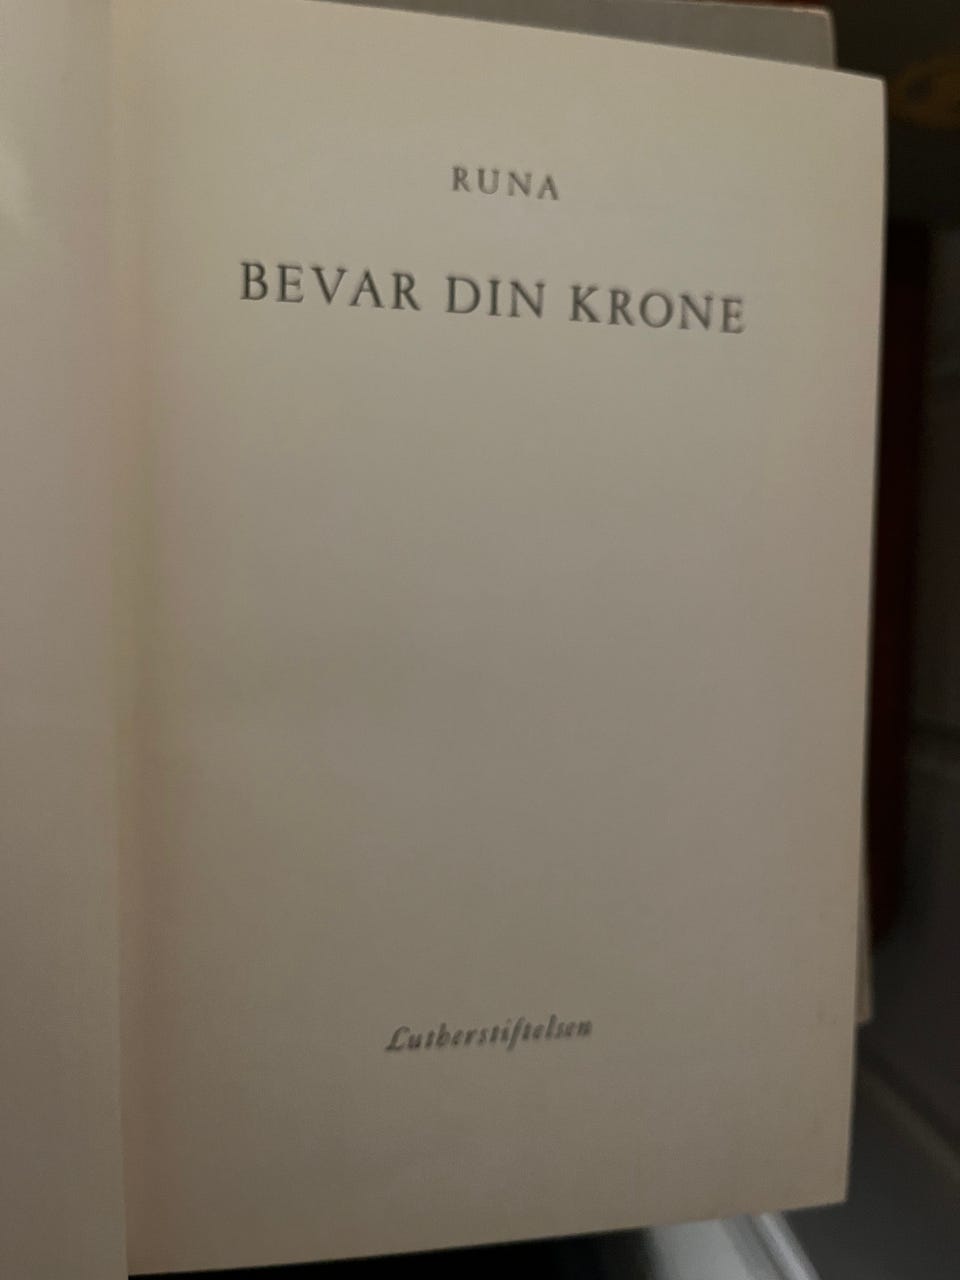 RUNA
BEVAR DIN KRONE
Lutherstiftelsen